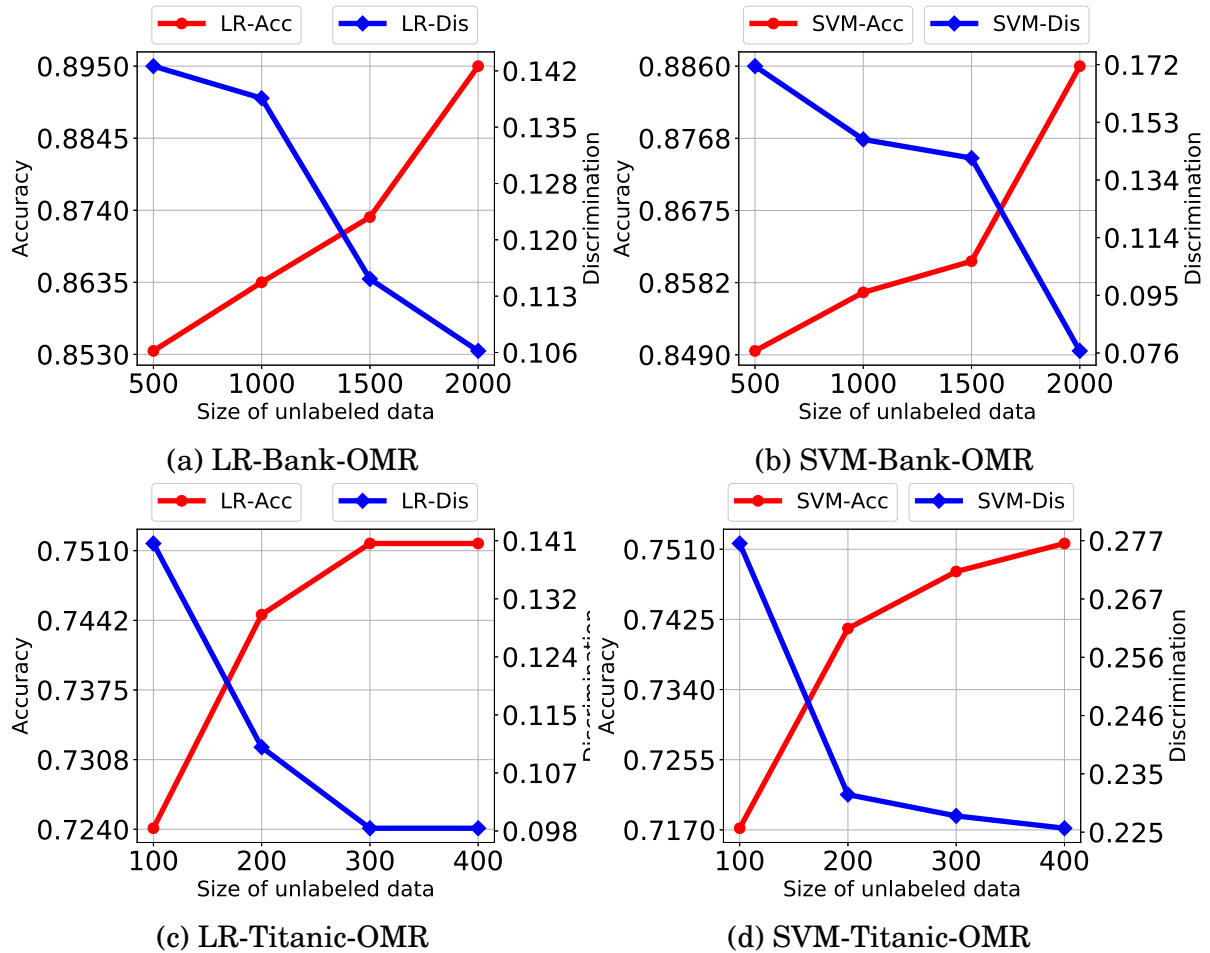 LR-Acc LR-Dis
SVM-Acc SVM-Dis
0.8950
0.8845
0.8740
0.8635
0.8530
Accuracy
0.142
0.135
0.128
0.120
0.113
0.106
Discrimination
500 1000 1500 2000
Size of unlabeled data
(a) LR-Bank-OMR
0.8860
0.8768
0.8675
0.8582
0.8490
Accuracy
0.172
0.153
0.134
0.114
0.095
0.076
Discrimination
500 1000 1500 2000
Size of unlabeled data
(b) SVM-Bank-OMR
LR-Acc LR-Dis
SVM-Acc SVM-Dis
0.7510
0.7442
0.7375
0.7308
0.7240
Accuracy
0.141
0.132
0.124
0.115
0.107
0.098
Discrimination
100 200 300 400
Size of unlabeled data
(c) LR-Titanic-OMR
0.7510
0.7425
0.7340
0.7255
0.7170
Accuracy
0.277
0.267
0.256
0.246
0.235
0.225
Discrimination
100 200 300 400
Size of unlabeled data
(d) SVM-Titanic-OMR